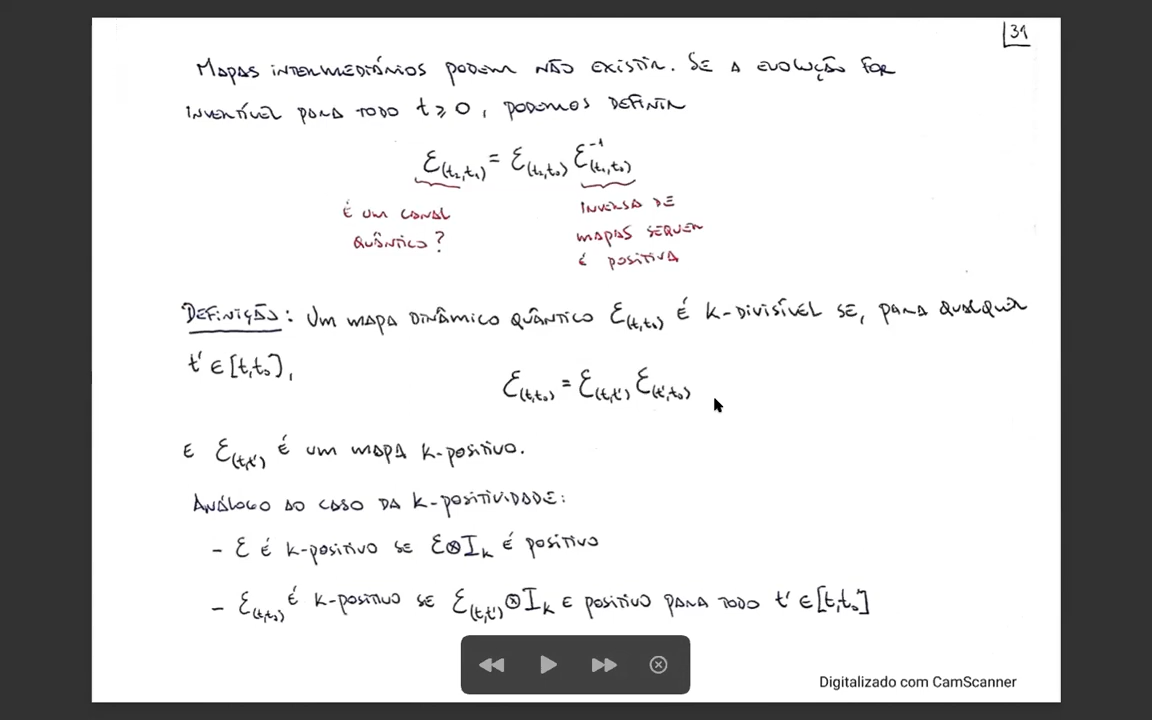 31
MAPAS INTERMEDIÁRIOS PODEM NÃO EXISTIR. SE A EVOLUÇÃO FOR
INVERTÍVEL PARA TODO t ⩾ 0, PODEMOS DEFINIR
ℰ(t₂,t₁) = ℰ(t₂,t₀) ℰ⁻¹(t₁,t₀)
É UM CANAL
QUÂNTICO?
INVERSA DE
MAPAS SEQUER
É POSITIVA
DEFINIÇÃO: UM MAPA DINÂMICO QUÂNTICO ℰ(t,t₀) É K-DIVISÍVEL SE, PARA QUALQUER
t' ∈ [t,t₀],
ℰ(t,t₀) = ℰ(t,t') ℰ(t',t₀)
E ℰ(t,t') É UM MAPA K-POSITIVO.
ANÁLOGO AO CASO DA K-POSITIVIDADE:
- ℰ É K-POSITIVO SE ℰ⊗I_K É POSITIVO
- ℰ(t,t₀) É K-POSITIVO SE ℰ(t,t')⊗I_K E POSITIVO PARA TODO t' ∈ [t,t₀]
Digitalizado com CamScanner